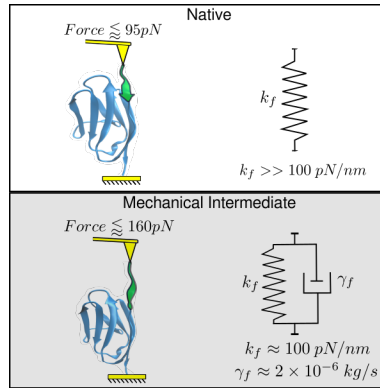 Native
Force ⪅ 95pN
k_f
k_f >> 100 pN/nm
Mechanical Intermediate
Force ⪅ 160pN
k_f γ_f
k_f ≈ 100 pN/nm
γ_f ≈ 2 × 10⁻⁶ kg/s